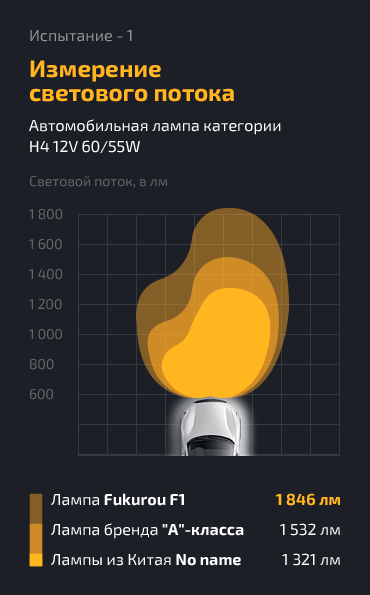 Испытание - 1
Измерение
светового потока
Автомобильная лампа категории
H4 12V 60/55W
Световой поток, в лм
1 800
1 600
1 400
1 200
1 000
800
600
Лампа Fukurou F1 1 846 лм
Лампа бренда "А"-класса 1 532 лм
Лампы из Китая No name 1 321 лм